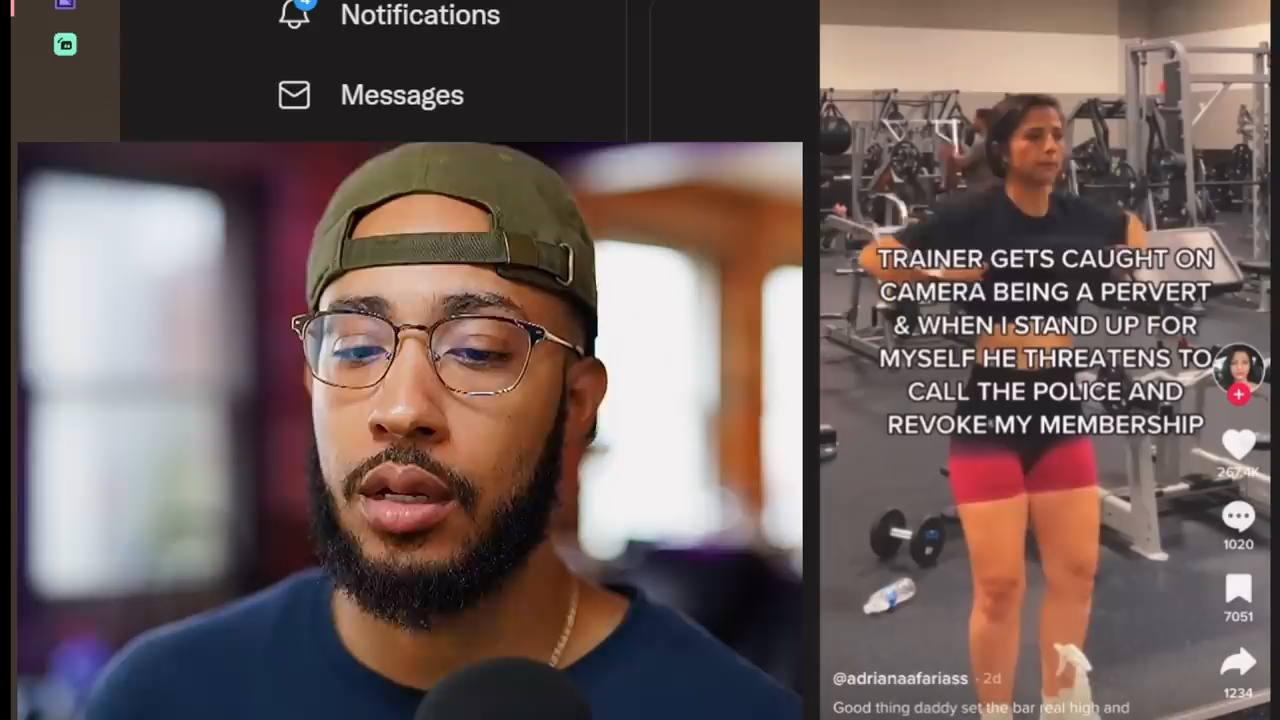 Notifications
Messages
TRAINER GETS CAUGHT ON
CAMERA BEING A PERVERT
& WHEN I STAND UP FOR
MYSELF HE THREATENS TO
CALL THE POLICE AND
REVOKE MY MEMBERSHIP
267.4K
1020
7051
1234
@adrianaafariass · 2d
Good thing daddy set the bar real high and